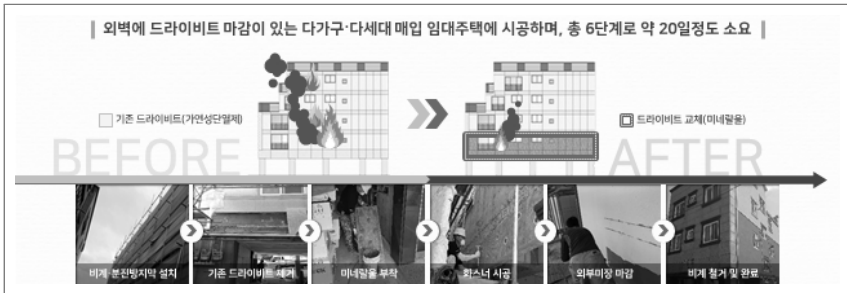 외벽에 드라이비트 마감이 있는 다가구·다세대 매입 임대주택에 시공하며, 총 6단계로 약 20일정도 소요
기존 드라이비트(가연성단열제)
드라이비트 교체(미네랄울)
BEFORE
AFTER
비계·분진방지막 설치
기존 드라이비트 제거
미네랄울 부착
화스너 시공
외부미장 마감
비계 철거 및 완료